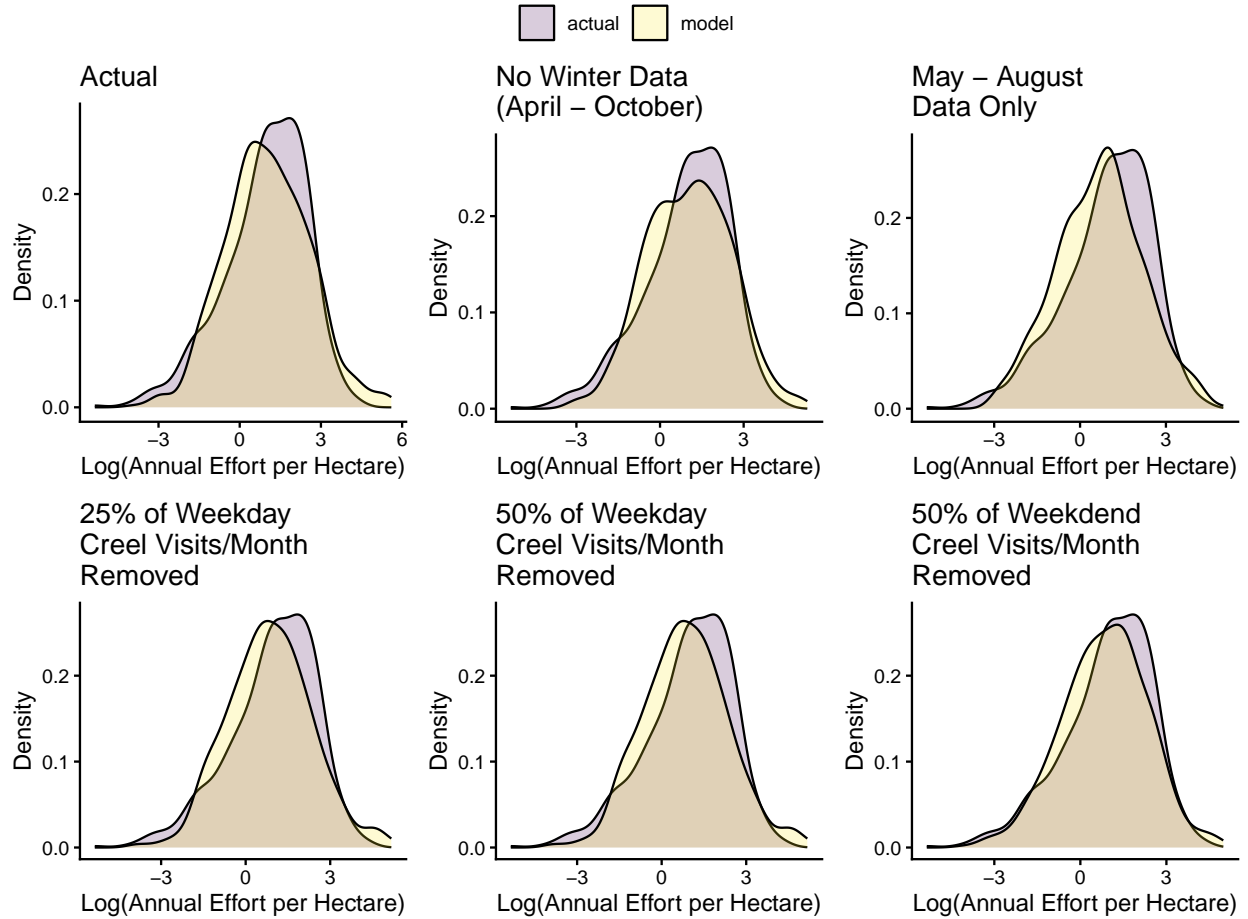 actual model
Actual
0.2
0.1
0.0
Density
−3 0 3 6
Log(Annual Effort per Hectare)
No Winter Data
(April − October)
0.2
0.1
0.0
Density
−3 0 3
Log(Annual Effort per Hectare)
May − August
Data Only
0.2
0.1
0.0
Density
−3 0 3
Log(Annual Effort per Hectare)
25% of Weekday
Creel Visits/Month
Removed
0.2
0.1
0.0
Density
−3 0 3
Log(Annual Effort per Hectare)
50% of Weekday
Creel Visits/Month
Removed
0.2
0.1
0.0
Density
−3 0 3
Log(Annual Effort per Hectare)
50% of Weekdend
Creel Visits/Month
Removed
0.2
0.1
0.0
Density
−3 0 3
Log(Annual Effort per Hectare)